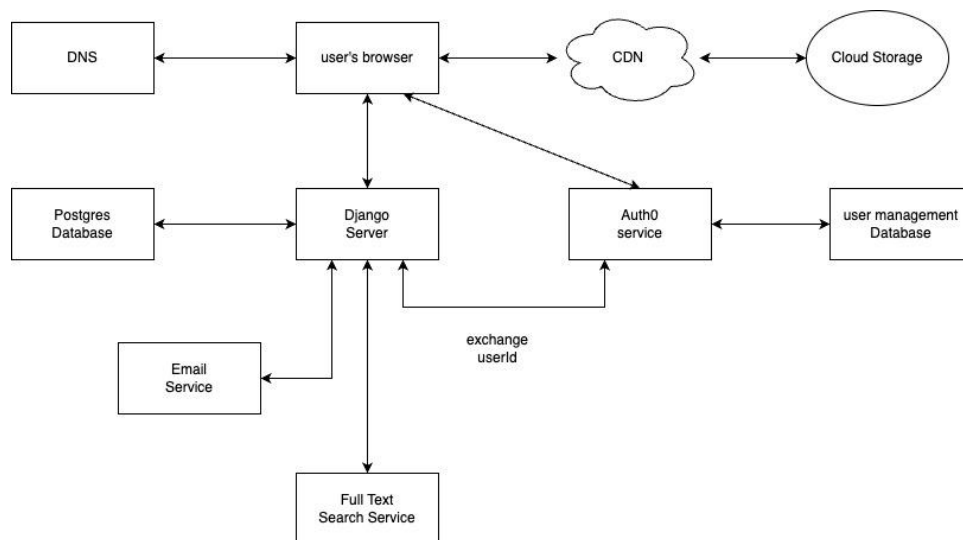 DNS
user's browser
CDN
Cloud Storage
Postgres
Database
Django
Server
Auth0
service
user management
Database
exchange
userId
Email
Service
Full Text
Search Service